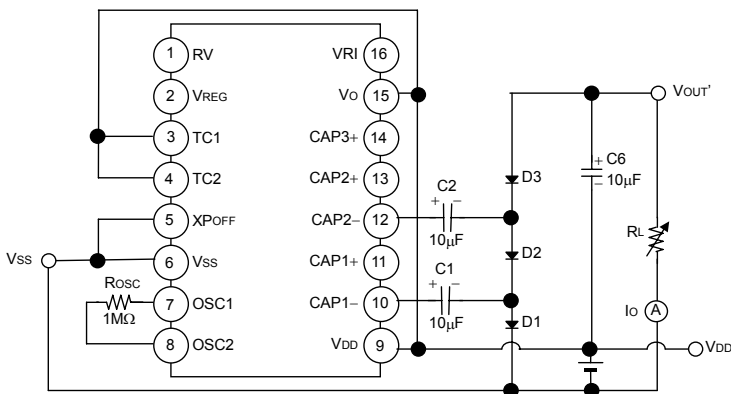 1 RV
2 VREG
3 TC1
4 TC2
5 XPOFF
6 VSS
7 OSC1
8 OSC2
VRI 16
VO 15
CAP3+ 14
CAP2+ 13
CAP2− 12
CAP1+ 11
CAP1− 10
VDD 9
VSS
ROSC
1MΩ
C2
+ −
10μF
C1
+ −
10μF
D3
D2
D1
VOUT'
+ C6
− 10μF
RL
IO A
VDD